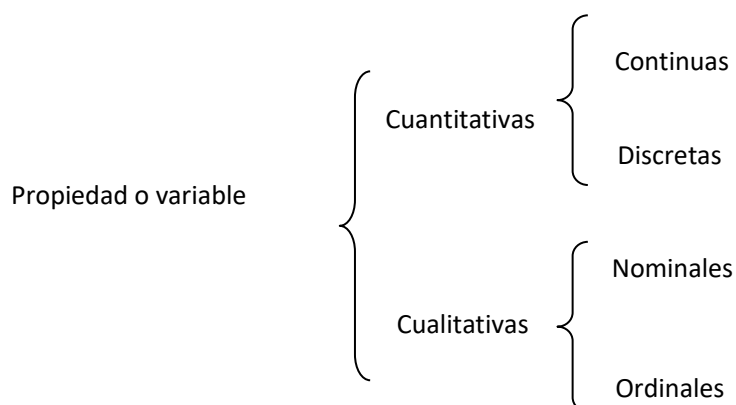 Propiedad o variable
Cuantitativas
Continuas
Discretas
Cualitativas
Nominales
Ordinales